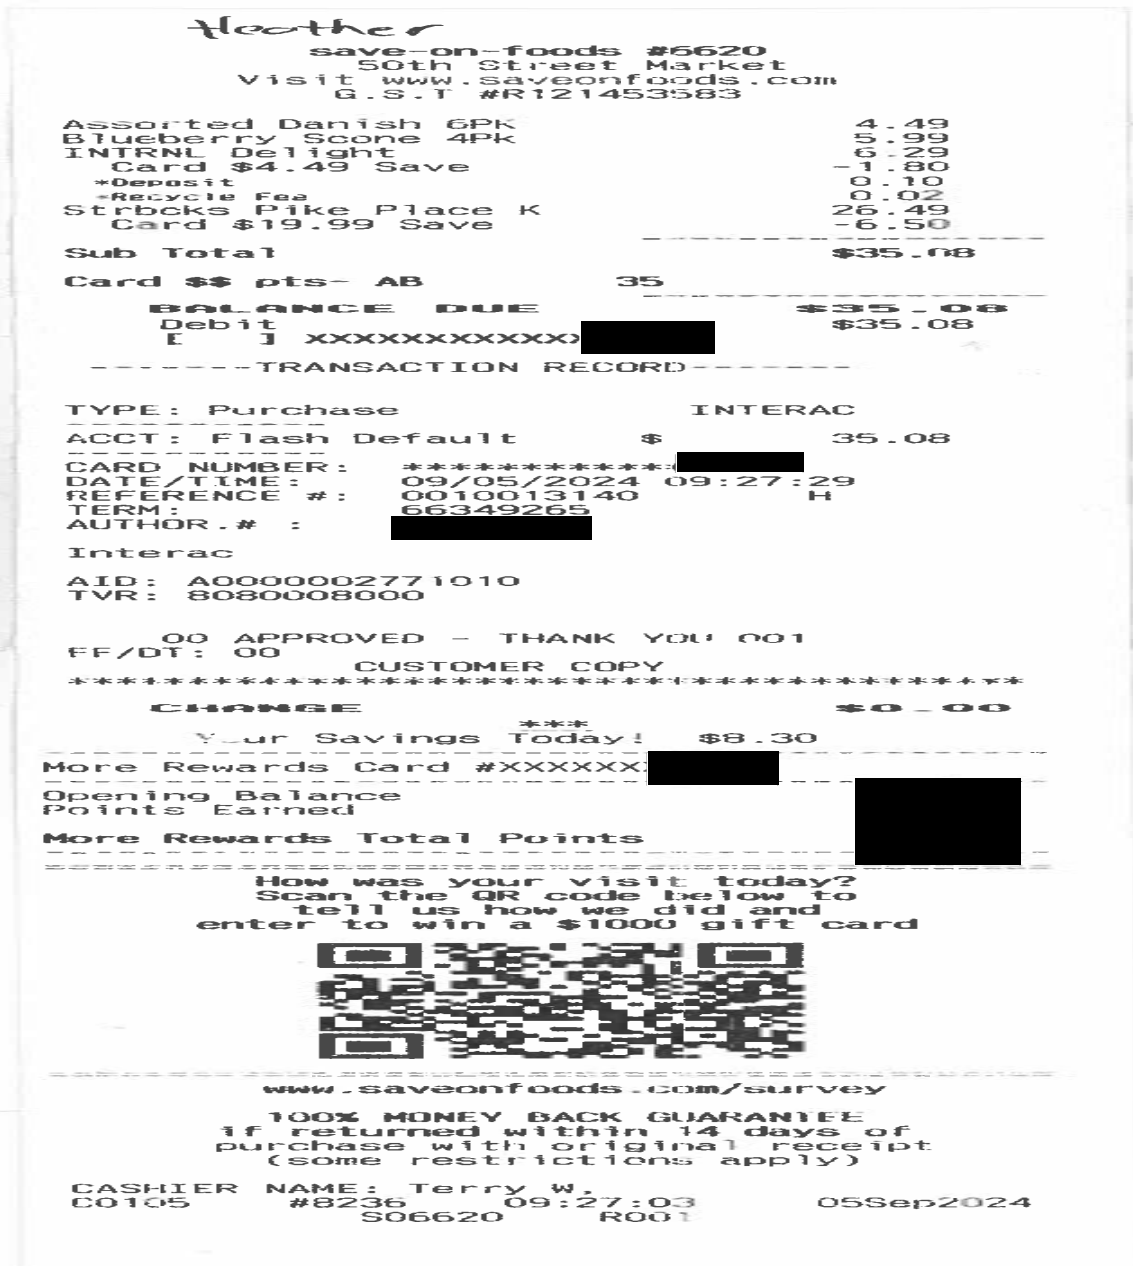 Heather
save-on-foods #6620
50th Street Market
Visit www.saveonfoods.com
G.S.T #R121453583
Assorted Danish 6PK 4.49
Blueberry Scone 4PK 5.99
INTRNL Delight 6.29
Card $4.49 Save -1.80
*Deposit 0.10
*Recycle Fee 0.02
Strbcks Pike Place K 26.49
Card $19.99 Save -6.50
Sub Total $35.08
Card $$ pts- AB 35
BALANCE DUE $35.08
Debit $35.08
[ ] XXXXXXXXXXXX
-------TRANSACTION RECORD-------
TYPE: Purchase INTERAC
ACCT: Flash Default $ 35.08
CARD NUMBER: ************
DATE/TIME: 09/05/2024 09:27:29
REFERENCE #: 0010013140 H
TERM: 66349265
AUTHOR.# :
Interac
AID: A0000002771010
TVR: 8080008000
00 APPROVED - THANK YOU 001
FF/DT: 00
CUSTOMER COPY
****************************************
CHANGE $0.00
***
Your Savings Today! $8.30
More Rewards Card #XXXXXX
Opening Balance
Points Earned
More Rewards Total Points
How was your visit today?
Scan the QR code below to
tell us how we did and
enter to win a $1000 gift card
www.saveonfoods.com/survey
100% MONEY BACK GUARANTEE
if returned within 14 days of
purchase with original receipt
(some restrictions apply)
CASHIER NAME: Terry W.
C0105 #8236 09:27:03 05Sep2024
S06620 R001